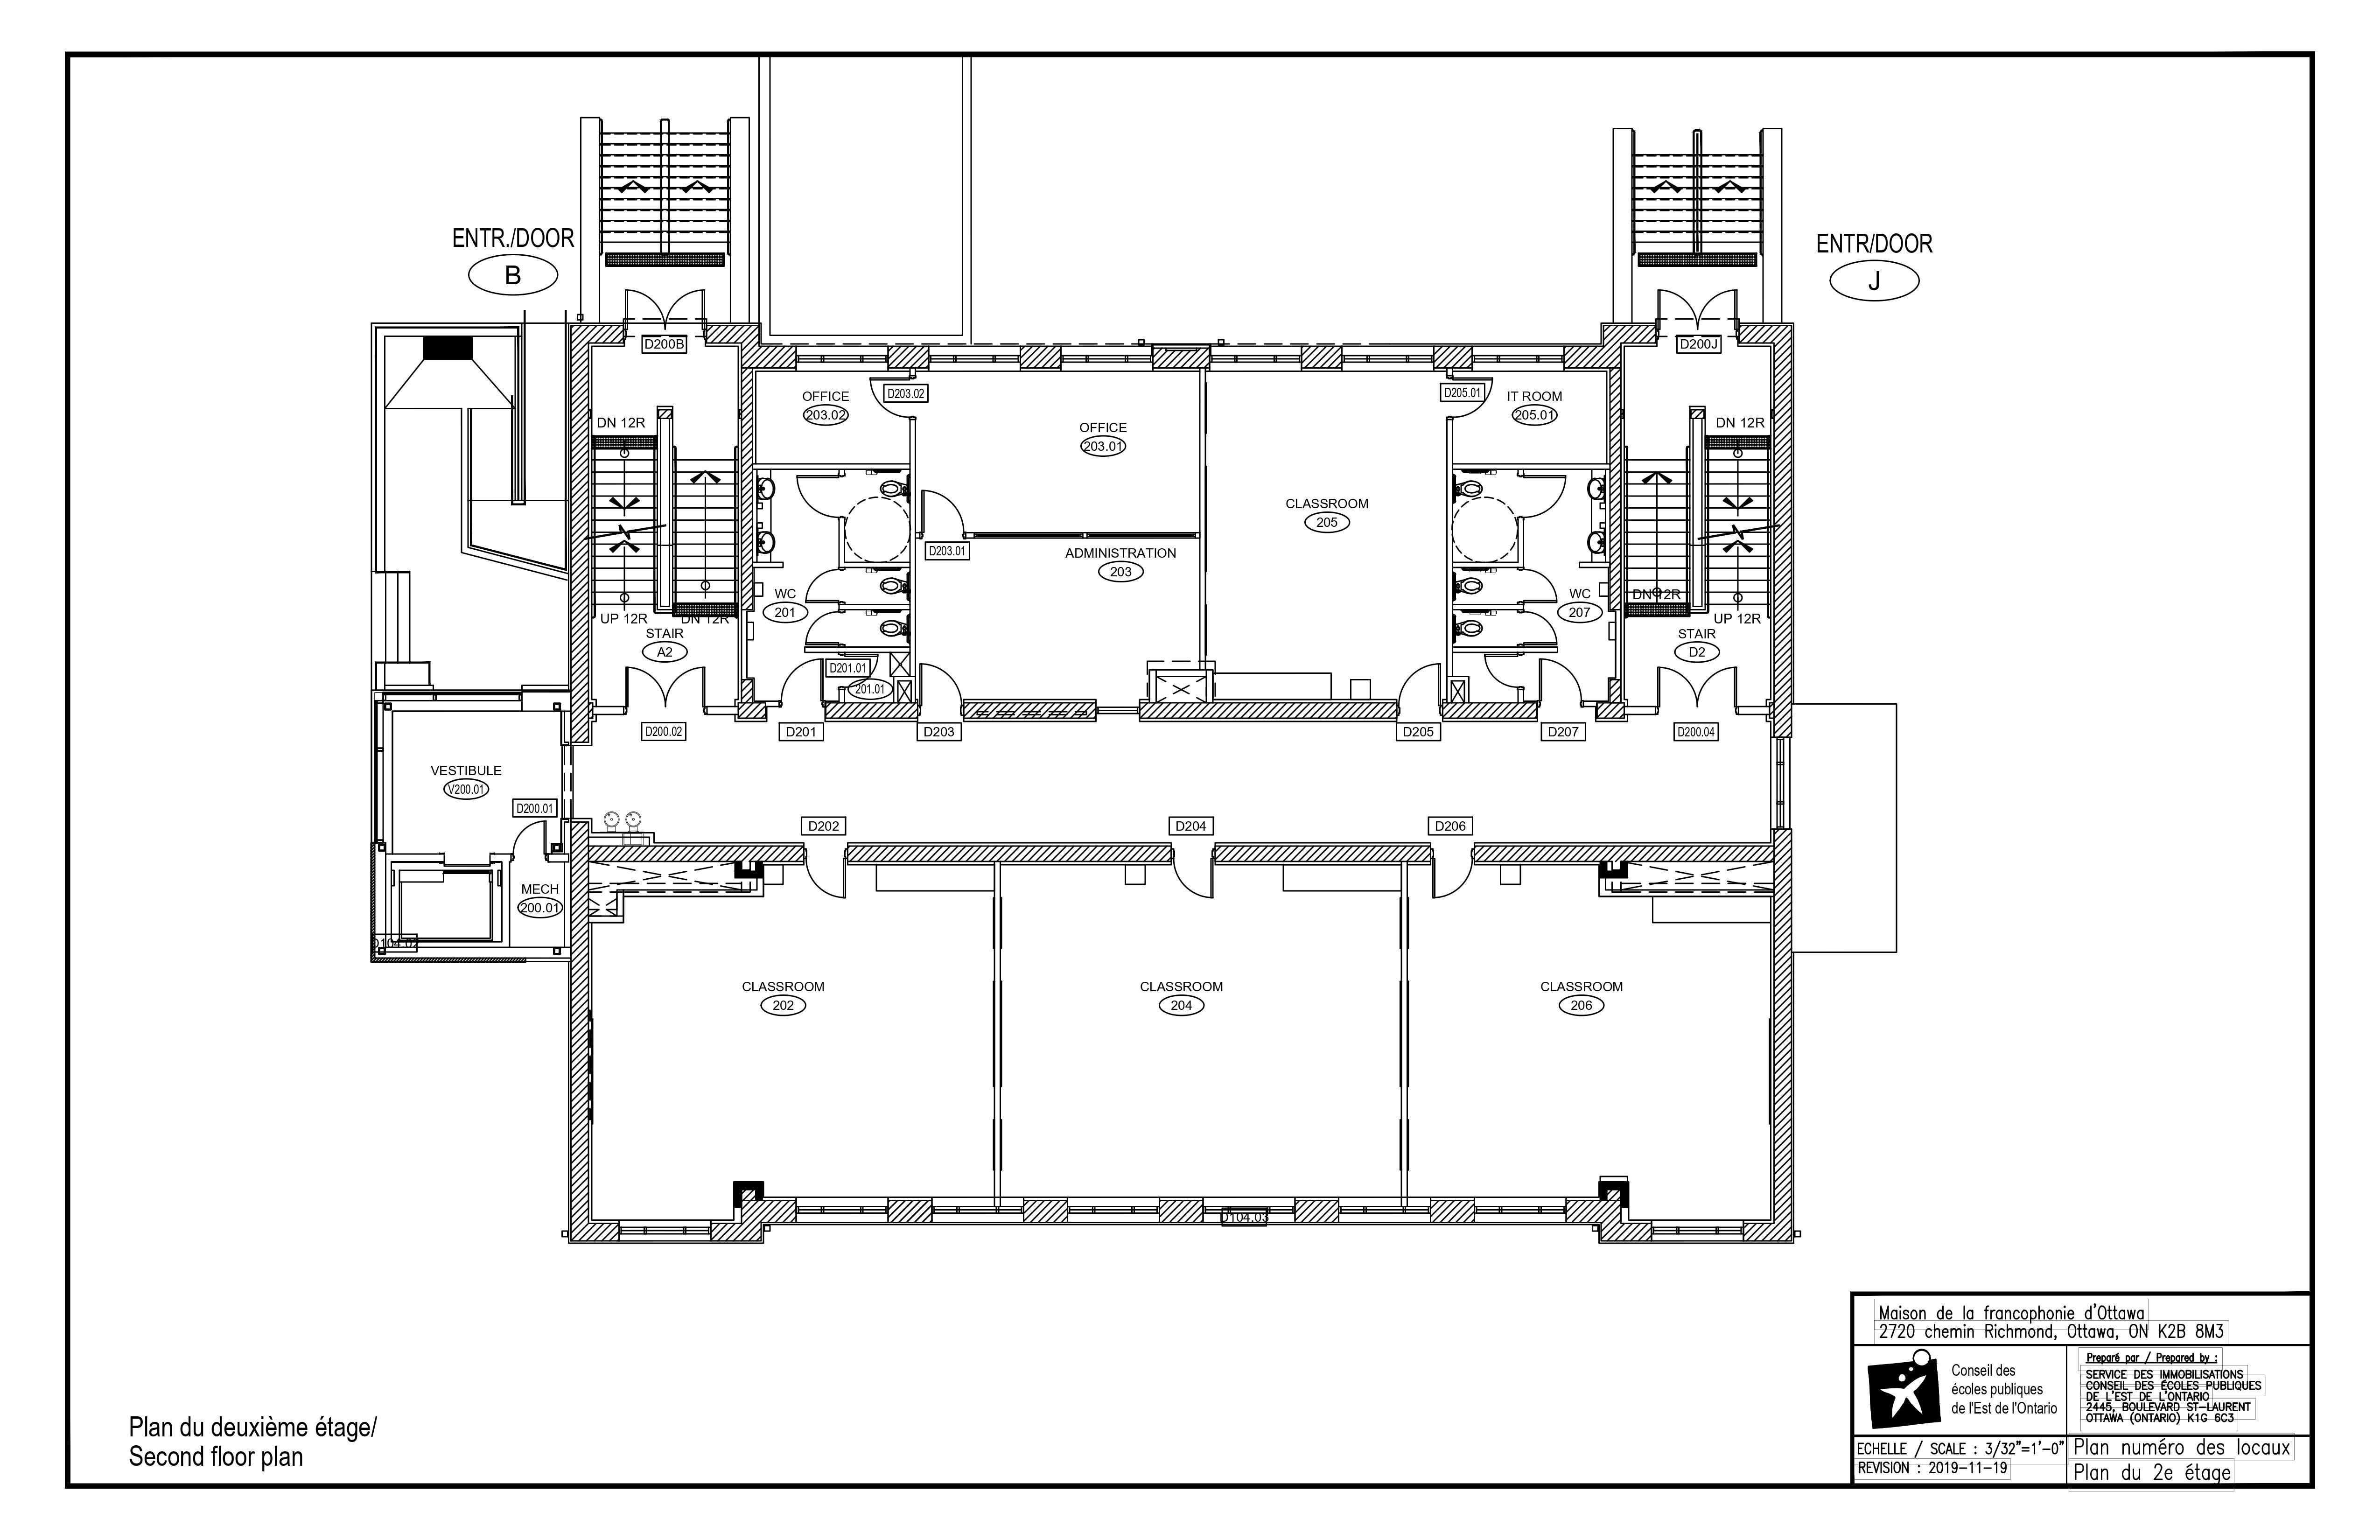 ENTR./DOOR
B
ENTR/DOOR
J
D200B
D200J
OFFICE
203.02
D203.02
OFFICE
203.01
D205.01
IT ROOM
205.01
DN 12R
DN 12R
CLASSROOM
205
D203.01
ADMINISTRATION
203
WC
201
WC
207
UP 12R
DN 12R
DN 12R
UP 12R
STAIR
A2
STAIR
D2
D201.01
201.01
D200.02
D201
D203
D205
D207
D200.04
VESTIBULE
V200.01
D200.01
D202
D204
D206
MECH
200.01
D104.02
CLASSROOM
202
CLASSROOM
204
CLASSROOM
206
D104.03
Plan du deuxième étage/
Second floor plan
Maison de la francophonie d'Ottawa
2720 chemin Richmond, Ottawa, ON K2B 8M3
Conseil des
écoles publiques
de l'Est de l'Ontario
Preparé par / Prepared by :
SERVICE DES IMMOBILISATIONS
CONSEIL DES ÉCOLES PUBLIQUES
DE L'EST DE L'ONTARIO
2445, BOULEVARD ST-LAURENT
OTTAWA (ONTARIO) K1G 6C3
ECHELLE / SCALE : 3/32"=1'-0"
REVISION : 2019-11-19
Plan numéro des locaux
Plan du 2e étage